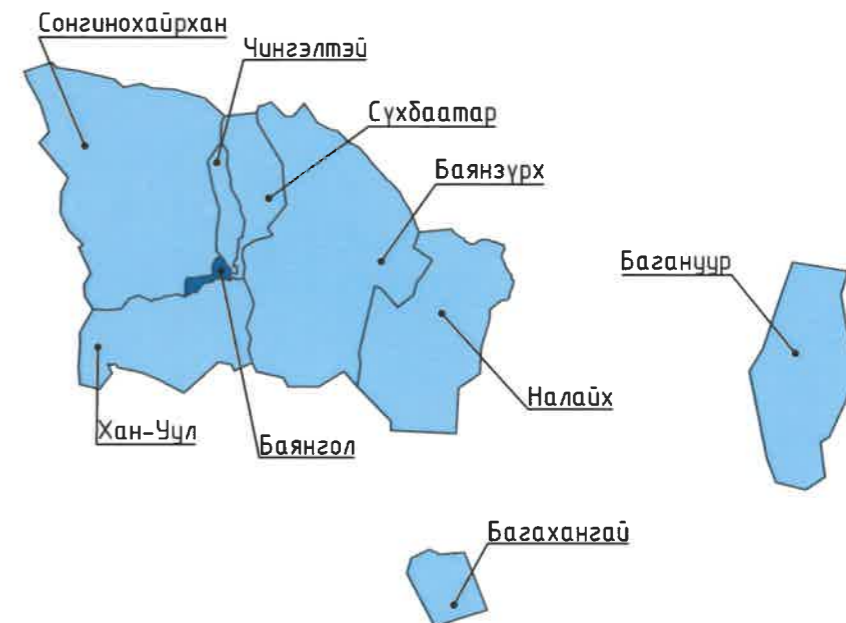 Сонгинохайрхан
Чингэлтэй
Сүхбаатар
Баянзүрх
Багануур
Налайх
Хан-Уул
Баянгол
Багахангай